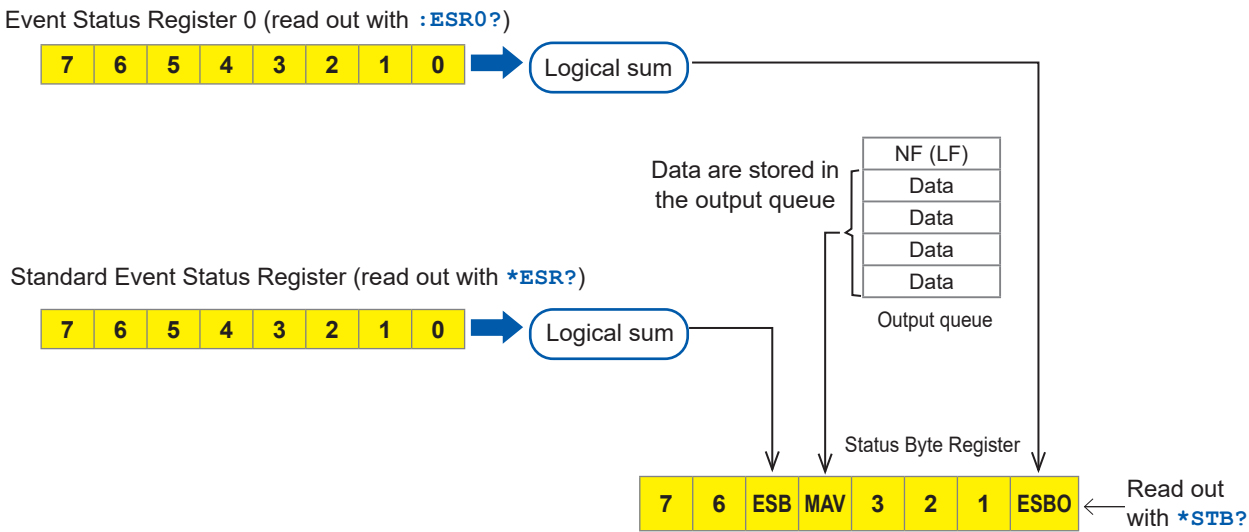 Event Status Register 0 (read out with :ESR0?)
7 6 5 4 3 2 1 0
Logical sum
Data are stored in
the output queue
NF (LF)
Data
Data
Data
Data
Output queue
Standard Event Status Register (read out with *ESR?)
7 6 5 4 3 2 1 0
Logical sum
Status Byte Register
7 6 ESB MAV 3 2 1 ESBO
Read out
with *STB?